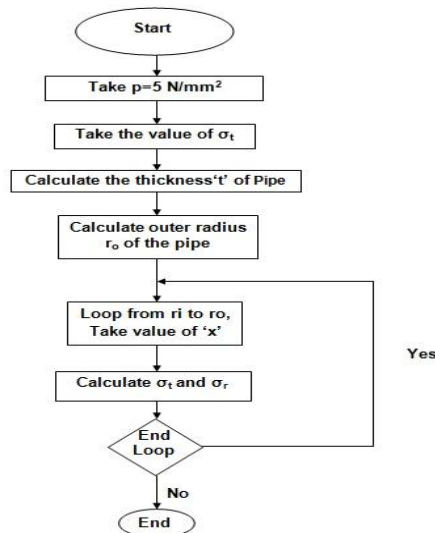 Start
Take p=5 N/mm²
Take the value of σt
Calculate the thickness‘t’ of Pipe
Calculate outer radius
ro of the pipe
Loop from ri to ro,
Take value of ‘x’
Yes
Calculate σt and σr
End
Loop
No
End